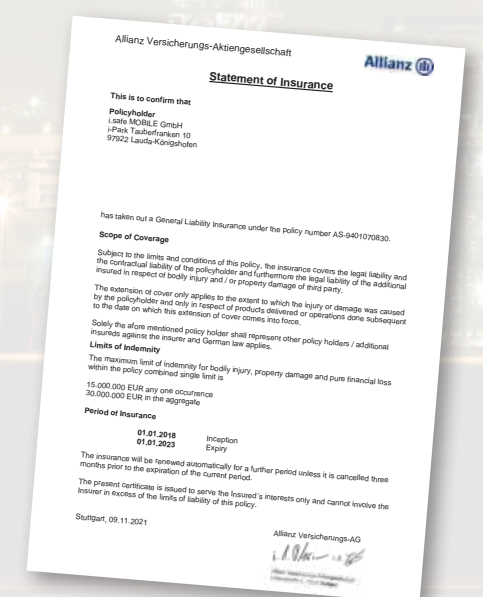 Allianz Versicherungs-Aktiengesellschaft
Allianz
Statement of Insurance
This is to confirm that
Policyholder
i.safe MOBILE GmbH
i-Park Tauberfranken 10
97922 Lauda-Königshofen
has taken out a General Liability Insurance under the policy number AS-9401070830.
Scope of Coverage
Subject to the limits and conditions of this policy, the insurance covers the legal liability and
the contractual liability of the policyholder and furthermore the legal liability of the additional
insured in respect of bodily injury and / or property damage of third party.
The extension of cover only applies to the extent to which the injury or damage was caused
by the policyholder and only in respect of products delivered or operations done subsequent
to the date on which this extension of cover comes into force.
Solely the afore mentioned policy holder shall represent other policy holders / additional
insureds against the insurer and German law applies.
Limits of Indemnity
The maximum limit of indemnity for bodily injury, property damage and pure financial loss
within the policy combined single limit is
15.000.000 EUR any one occurrence
30.000.000 EUR in the aggregate
Period of Insurance
01.01.2018 Inception
01.01.2023 Expiry
The insurance will be renewed automatically for a further period unless it is cancelled three
months prior to the expiration of the current period.
The present certificate is issued to serve the Insured's interests only and cannot involve the
Insurer in excess of the limits of liability of this policy.
Stuttgart, 09.11.2021
Allianz Versicherungs-AG